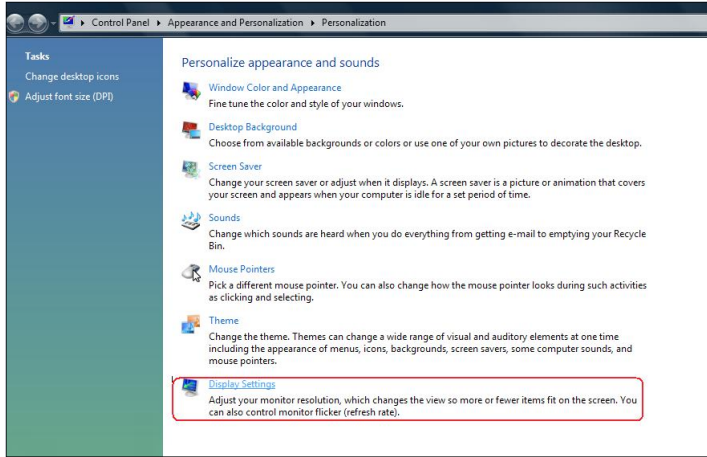 Control Panel ▸ Appearance and Personalization ▸ Personalization
Tasks
Change desktop icons
Adjust font size (DPI)
Personalize appearance and sounds
Window Color and Appearance
Fine tune the color and style of your windows.
Desktop Background
Choose from available backgrounds or colors or use one of your own pictures to decorate the desktop.
Screen Saver
Change your screen saver or adjust when it displays. A screen saver is a picture or animation that covers
your screen and appears when your computer is idle for a set period of time.
Sounds
Change which sounds are heard when you do everything from getting e-mail to emptying your Recycle
Bin.
Mouse Pointers
Pick a different mouse pointer. You can also change how the mouse pointer looks during such activities
as clicking and selecting.
Theme
Change the theme. Themes can change a wide range of visual and auditory elements at one time
including the appearance of menus, icons, backgrounds, screen savers, some computer sounds, and
mouse pointers.
Display Settings
Adjust your monitor resolution, which changes the view so more or fewer items fit on the screen. You
can also control monitor flicker (refresh rate).